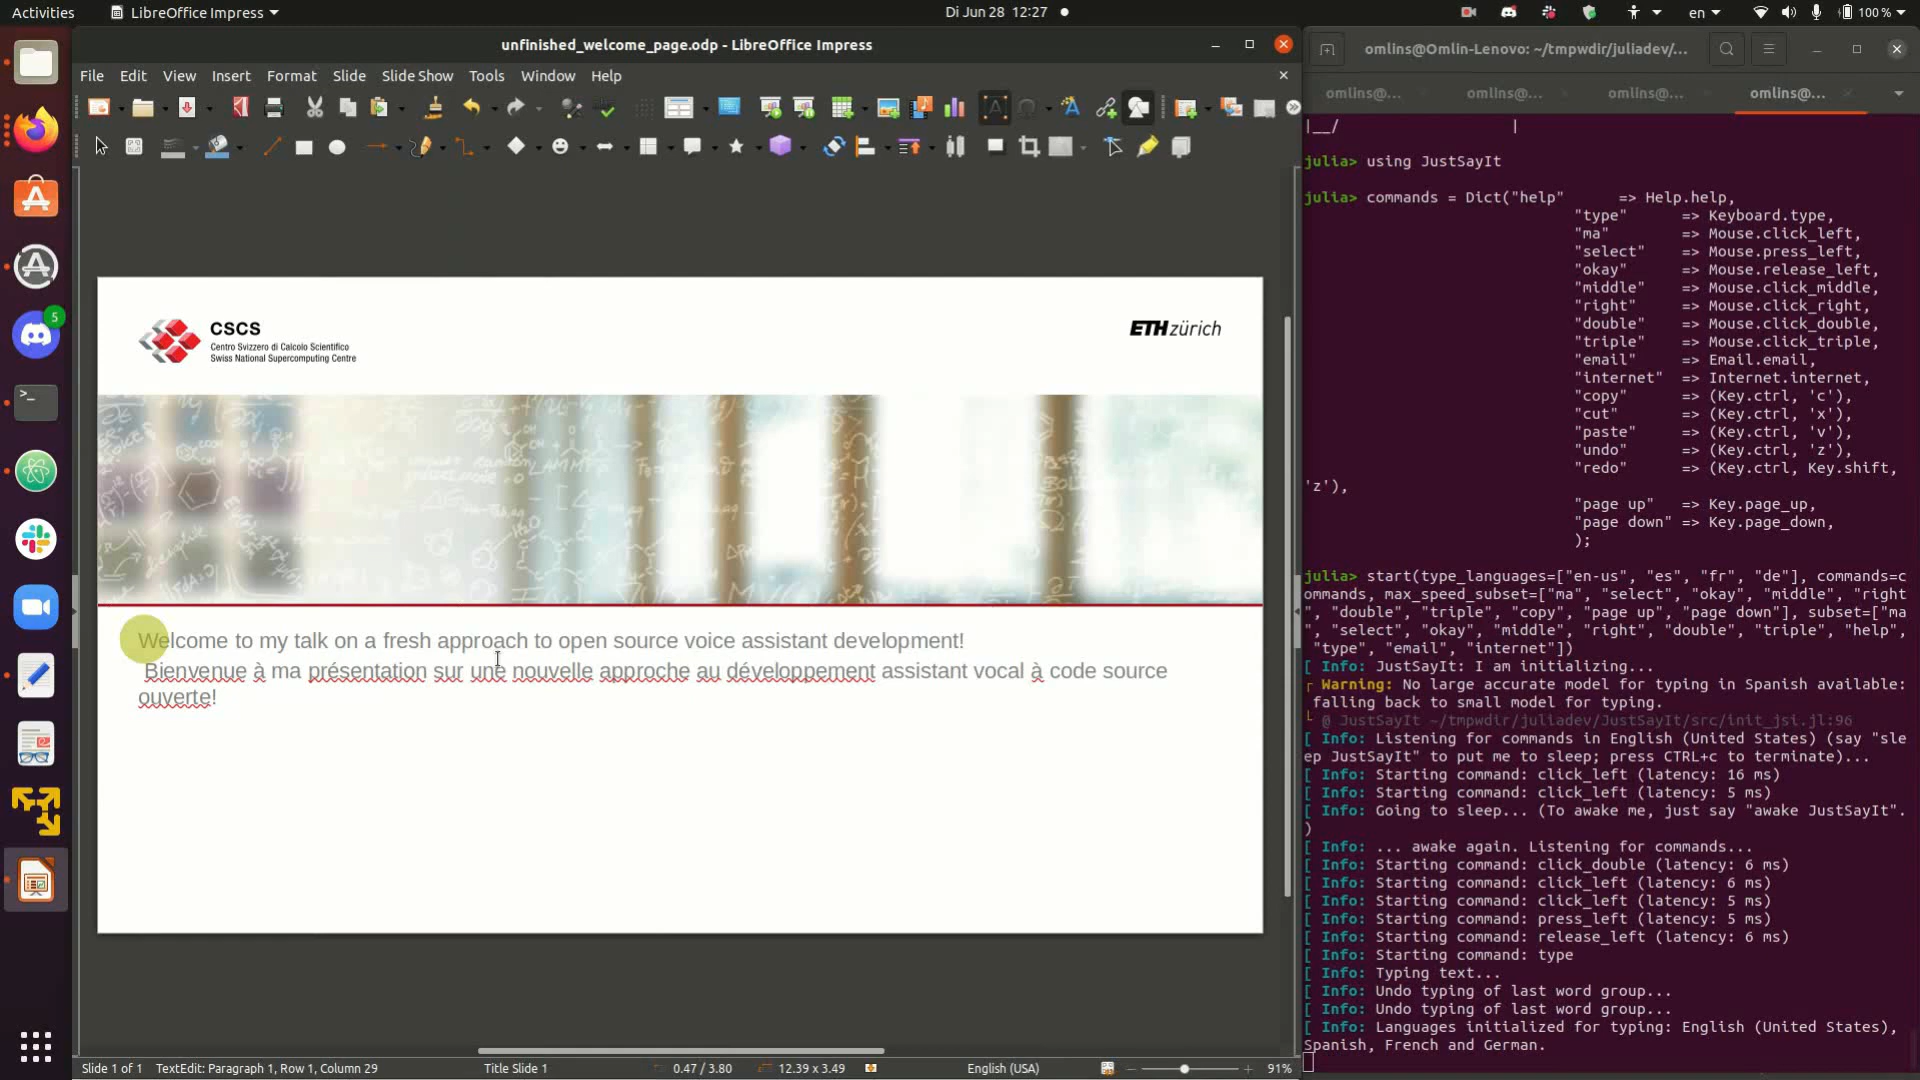 Activities
LibreOffice Impress
Di Jun 28 12:27
en
100 %
unfinished_welcome_page.odp - LibreOffice Impress
File Edit View Insert Format Slide Slide Show Tools Window Help
5
CSCS
Centro Svizzero di Calcolo Scientifico
Swiss National Supercomputing Centre
ETH zürich
Welcome to my talk on a fresh approach to open source voice assistant development!
Bienvenue à ma présentation sur une nouvelle approche au développement assistant vocal à code source
ouverte!
Slide 1 of 1 TextEdit: Paragraph 1, Row 1, Column 29 Title Slide 1 0.47 / 3.80 12.39 x 3.49 English (USA) 91%
omlins@Omlin-Lenovo: ~/tmpwdir/juliadev/...
omlins@... omlins@... omlins@... omlins@...
|__/ |
julia> using JustSayIt
julia> commands = Dict("help" => Help.help,
"type" => Keyboard.type,
"ma" => Mouse.click_left,
"select" => Mouse.press_left,
"okay" => Mouse.release_left,
"middle" => Mouse.click_middle,
"right" => Mouse.click_right,
"double" => Mouse.click_double,
"triple" => Mouse.click_triple,
"email" => Email.email,
"internet" => Internet.internet,
"copy" => (Key.ctrl, 'c'),
"cut" => (Key.ctrl, 'x'),
"paste" => (Key.ctrl, 'v'),
"undo" => (Key.ctrl, 'z'),
"redo" => (Key.ctrl, Key.shift,
'z'),
"page up" => Key.page_up,
"page down" => Key.page_down,
);
julia> start(type_languages=["en-us", "es", "fr", "de"], commands=c
ommands, max_speed_subset=["ma", "select", "okay", "middle", "right
", "double", "triple", "copy", "page up", "page down"], subset=["ma
", "select", "okay", "middle", "right", "double", "triple", "help",
"type", "email", "internet"])
[ Info: JustSayIt: I am initializing...
┌ Warning: No large accurate model for typing in Spanish available:
falling back to small model for typing.
└ @ JustSayIt ~/tmpwdir/juliadev/JustSayIt/src/init_jsi.jl:96
[ Info: Listening for commands in English (United States) (say "sle
ep JustSayIt" to put me to sleep; press CTRL+c to terminate)...
[ Info: Starting command: click_left (latency: 16 ms)
[ Info: Starting command: click_left (latency: 5 ms)
[ Info: Going to sleep... (To awake me, just say "awake JustSayIt".
)
[ Info: ... awake again. Listening for commands...
[ Info: Starting command: click_double (latency: 6 ms)
[ Info: Starting command: click_left (latency: 6 ms)
[ Info: Starting command: click_left (latency: 5 ms)
[ Info: Starting command: press_left (latency: 5 ms)
[ Info: Starting command: release_left (latency: 6 ms)
[ Info: Starting command: type
[ Info: Typing text...
[ Info: Undo typing of last word group...
[ Info: Undo typing of last word group...
[ Info: Languages initialized for typing: English (United States),
Spanish, French and German.